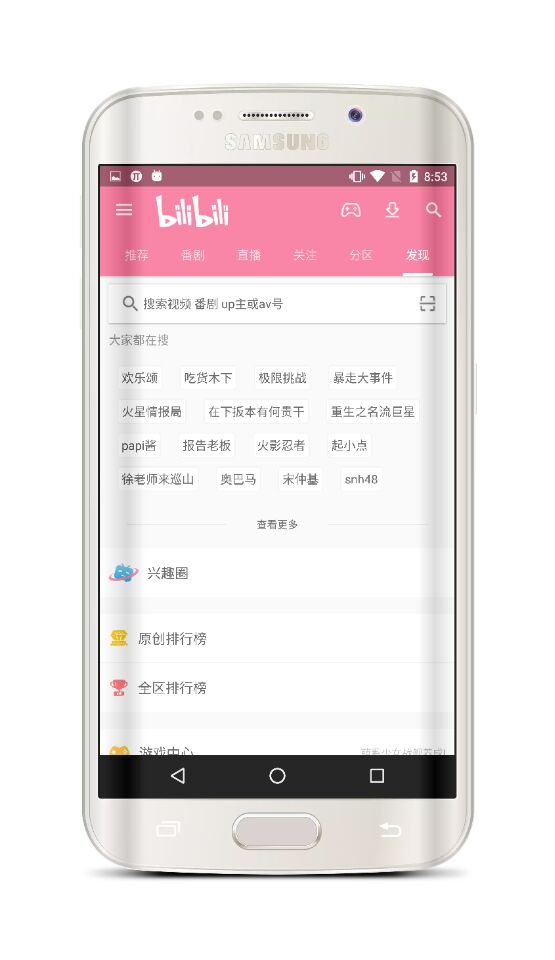 SAMSUNG
8:53
bilibili
推荐 番剧 直播 关注 分区 发现
搜索视频 番剧 up主或av号
大家都在搜
欢乐颂 吃货木下 极限挑战 暴走大事件
火星情报局 在下坂本有何贵干 重生之名流巨星
papi酱 报告老板 火影忍者 起小点
徐老师来巡山 奥巴马 宋仲基 snh48
查看更多
兴趣圈
原创排行榜
全区排行榜
游戏中心